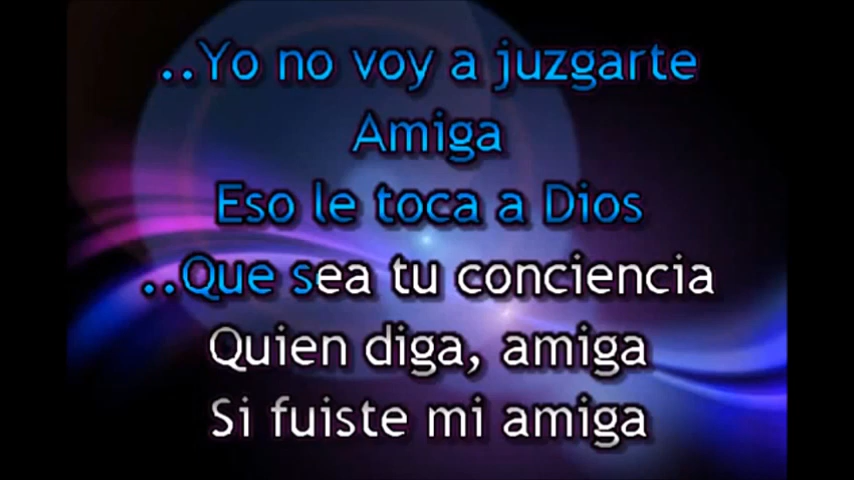 ..Yo no voy a juzgarte
Amiga
Eso le toca a Dios
..Que sea tu conciencia
Quien diga, amiga
Si fuiste mi amiga